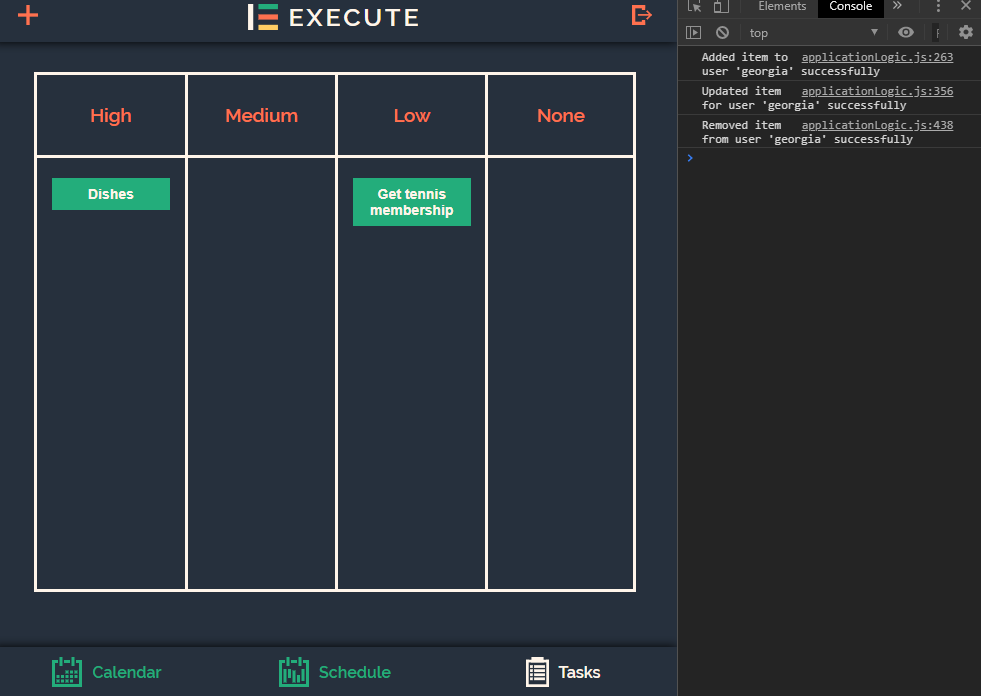 EXECUTE
High Medium Low None
Dishes
Get tennis
membership
Calendar Schedule Tasks
Elements Console »
top
Added item to applicationLogic.js:263
user 'georgia' successfully
Updated item applicationLogic.js:356
for user 'georgia' successfully
Removed item applicationLogic.js:438
from user 'georgia' successfully